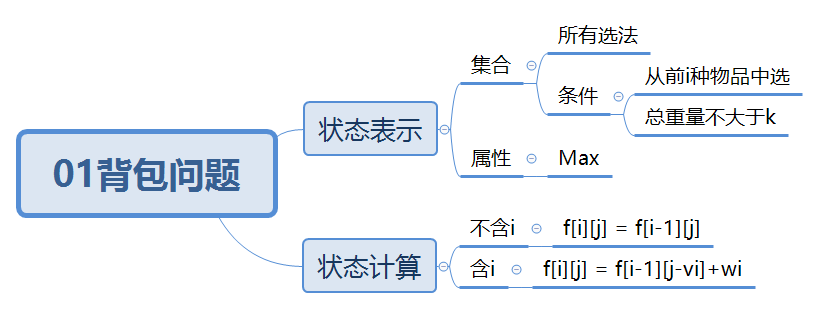 01背包问题
状态表示
集合
所有选法
条件
从前i种物品中选
总重量不大于k
属性
Max
状态计算
不含i
f[i][j] = f[i-1][j]
含i
f[i][j] = f[i-1][j-vi]+wi